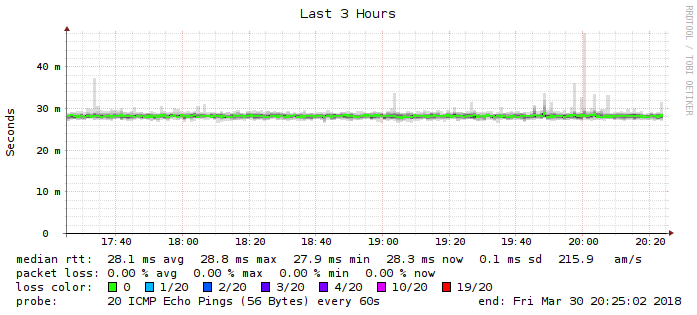 Last 3 Hours
RRDTOOL / TOBI OETIKER
Seconds
40 m
30 m
20 m
10 m
0
17:40 18:00 18:20 18:40 19:00 19:20 19:40 20:00 20:20
median rtt: 28.1 ms avg 28.8 ms max 27.9 ms min 28.3 ms now 0.1 ms sd 215.9 am/s
packet loss: 0.00 % avg 0.00 % max 0.00 % min 0.00 % now
loss color: 0 1/20 2/20 3/20 4/20 10/20 19/20
probe: 20 ICMP Echo Pings (56 Bytes) every 60s end: Fri Mar 30 20:25:02 2018